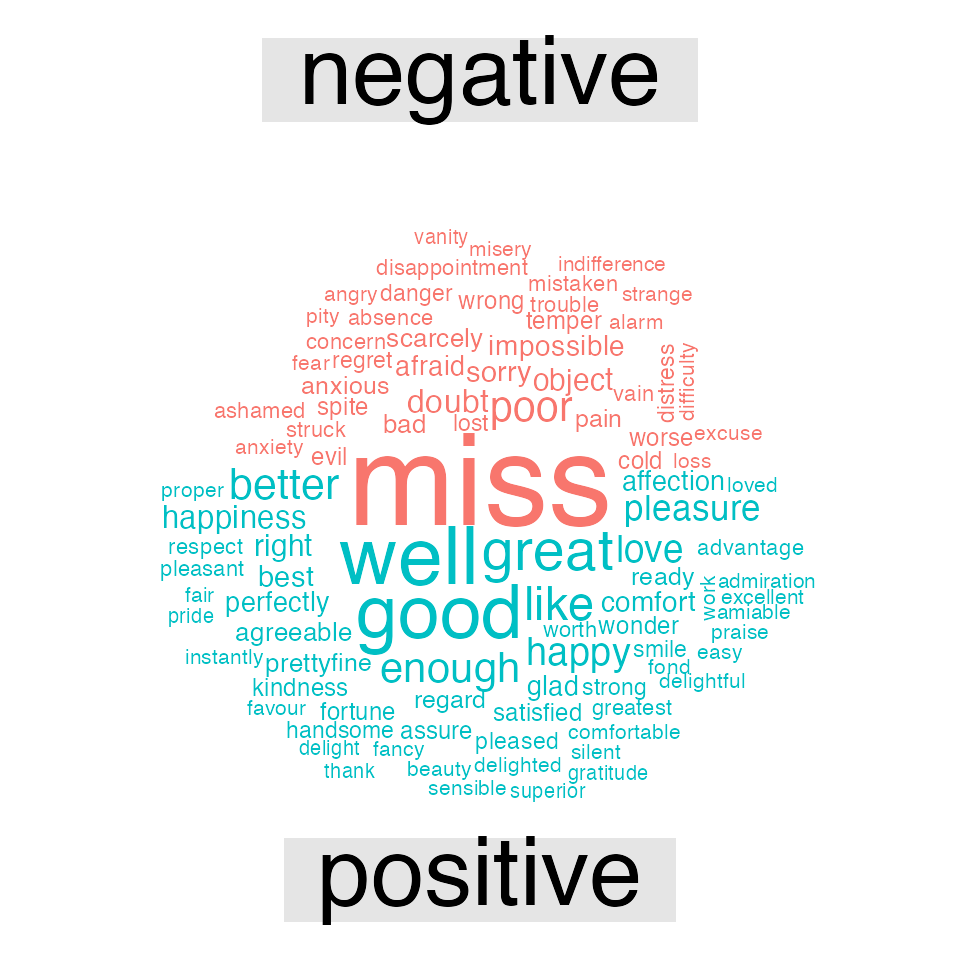 negative
vanity
misery
disappointment indifference
mistaken
angry danger wrong trouble strange
pity absence temper alarm
concern scarcely impossible
fear regret afraid sorry object
anxious vain distress difficulty
ashamed spite doubt poor pain
struck bad lost worse excuse
anxiety evil miss cold loss
proper better affection loved
happiness pleasure
respect right well great love advantage
pleasant best ready admiration
fair perfectly good like comfort work excellent
pride amiable
agreeable worth wonder praise
instantly pretty fine enough happy smile easy
fond
kindness glad strong delightful
favour fortune regard satisfied greatest
handsome assure comfortable
delight fancy pleased silent
thank beauty delighted gratitude
sensible superior
positive